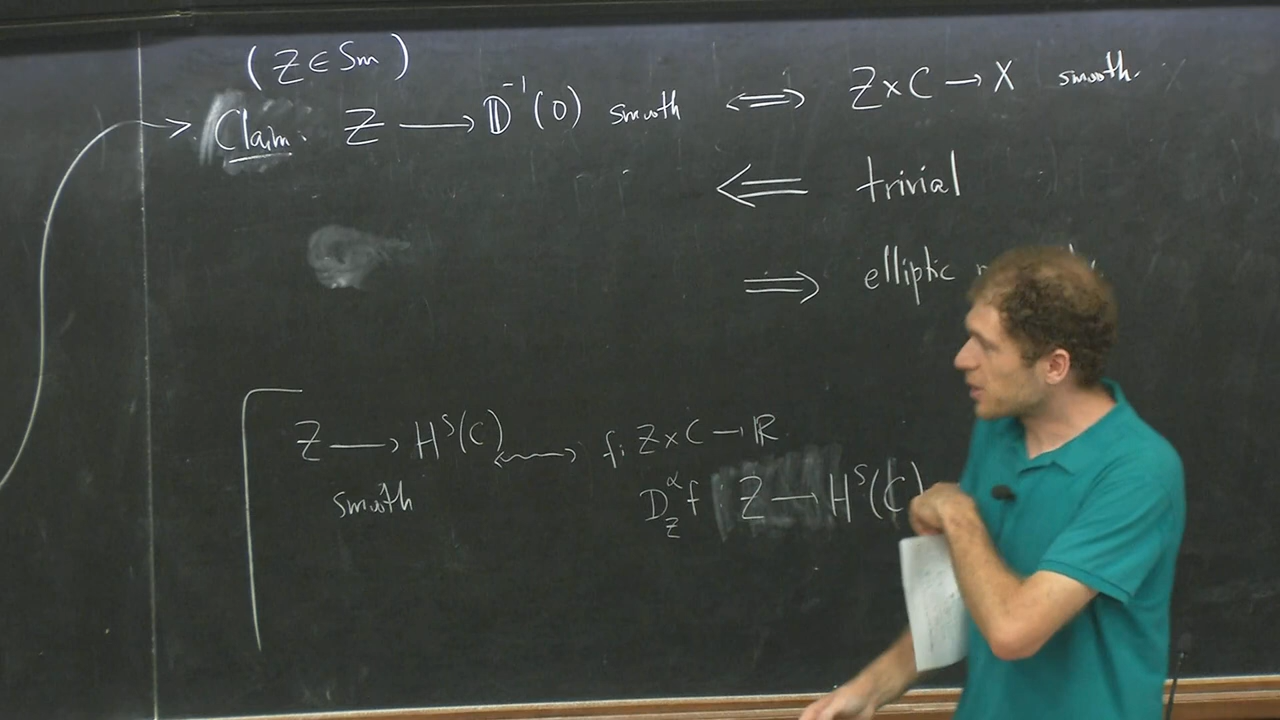 (Z ∈ Sm)
Claim. Z ⟶ 𝔻⁻¹(0) smooth ⟺ Z×C → X smooth.
⟸ trivial
⟹ elliptic
Z ⟶ Hˢ(C) ⟷ f: Z×C → ℝ
smooth
D_z^α f : Z ⟶ Hˢ(C)